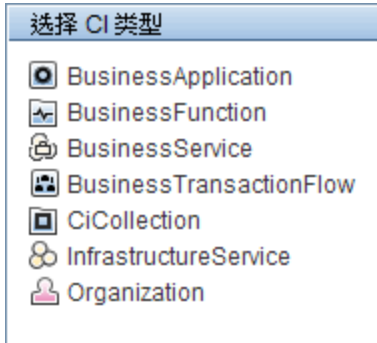 选择 CI 类型
BusinessApplication
BusinessFunction
BusinessService
BusinessTransactionFlow
CiCollection
InfrastructureService
Organization